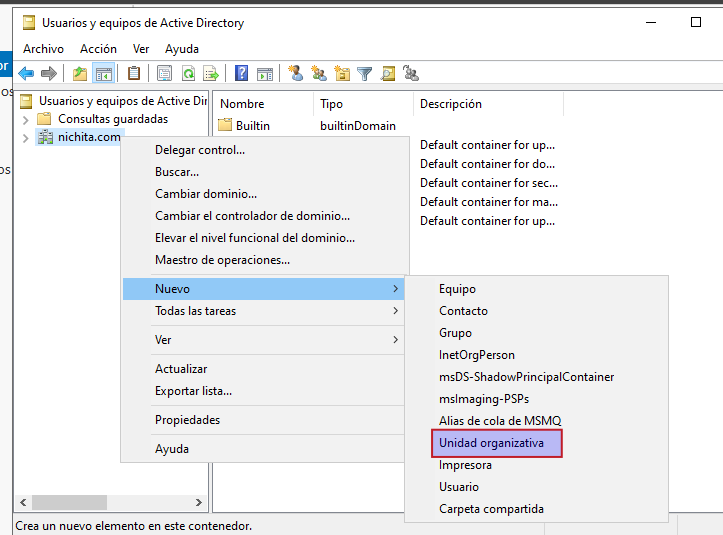 Usuarios y equipos de Active Directory
Archivo Acción Ver Ayuda
or
os
os
Usuarios y equipos de Active Dir
Consultas guardadas
nichita.com
Nombre Tipo Descripción
Builtin builtinDomain
Default container for up...
Default container for do...
Default container for sec...
Default container for ma...
Default container for up...
Delegar control...
Buscar...
Cambiar dominio...
Cambiar el controlador de dominio...
Elevar el nivel funcional del dominio...
Maestro de operaciones...
Nuevo
Todas las tareas
Ver
Actualizar
Exportar lista...
Propiedades
Ayuda
Equipo
Contacto
Grupo
InetOrgPerson
msDS-ShadowPrincipalContainer
msImaging-PSPs
Alias de cola de MSMQ
Unidad organizativa
Impresora
Usuario
Carpeta compartida
Crea un nuevo elemento en este contenedor.